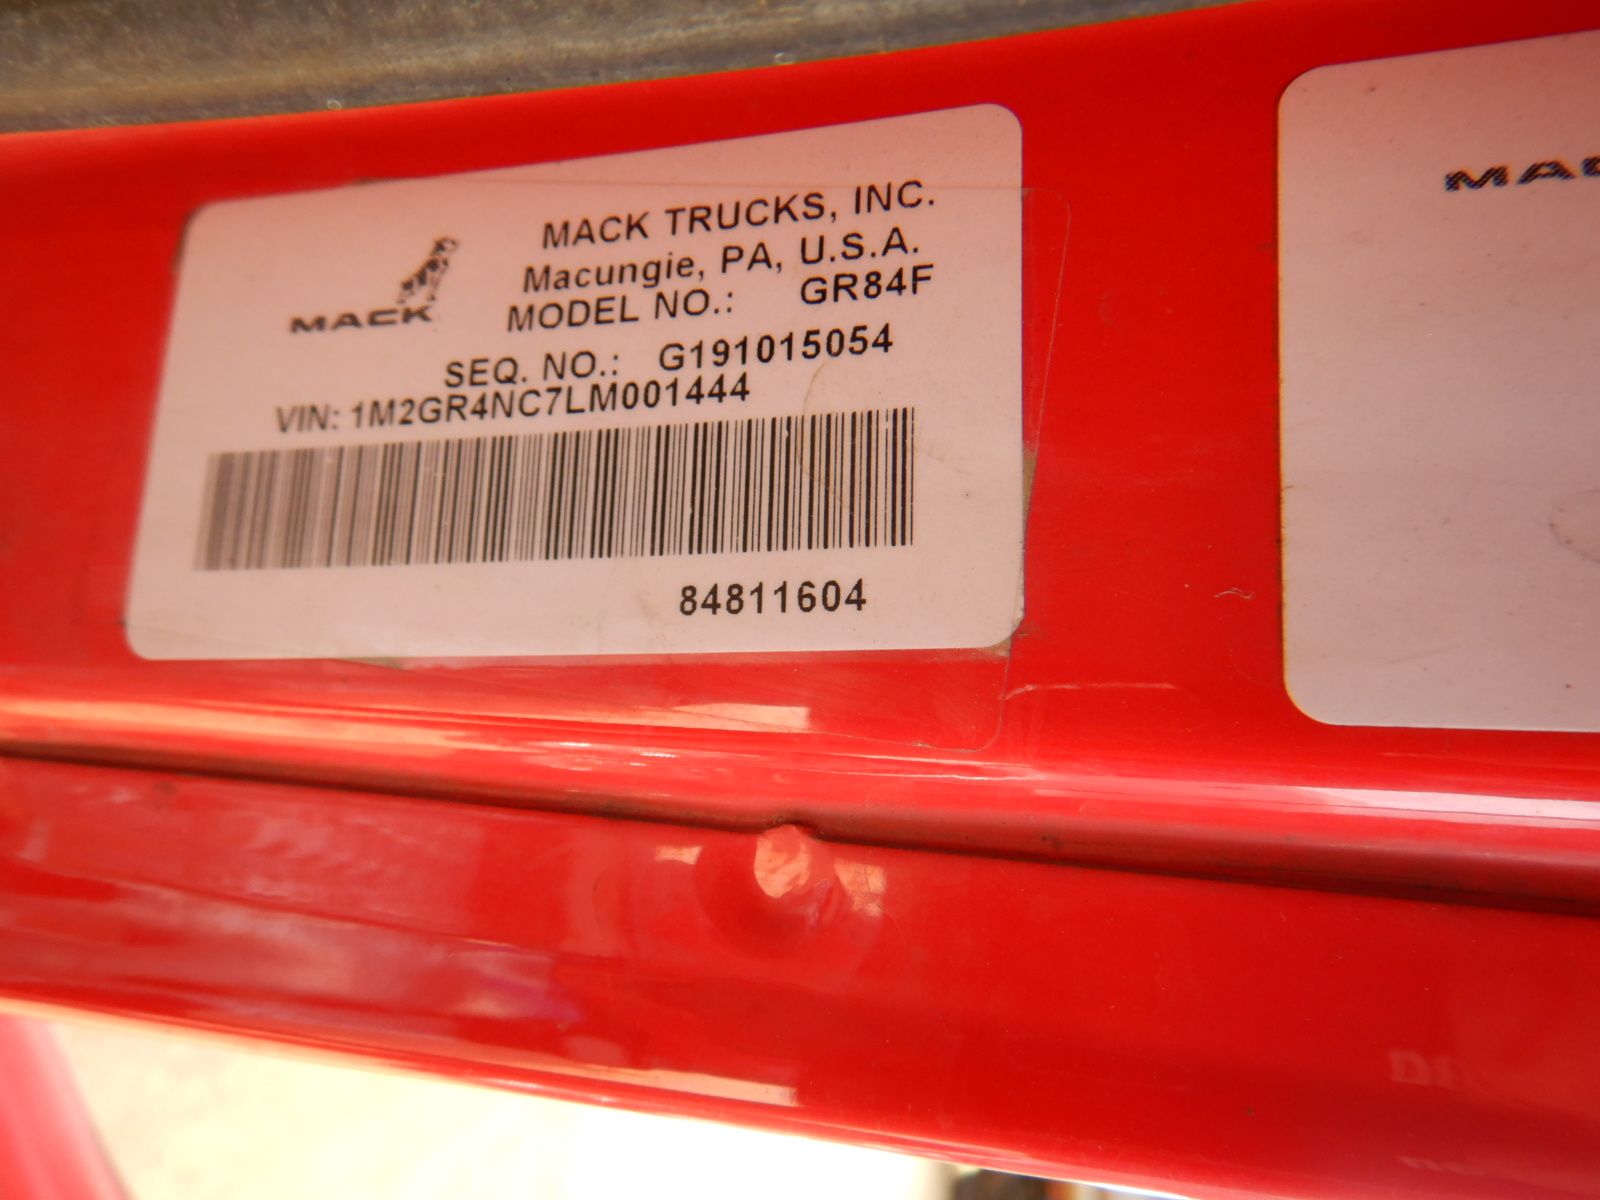 MACK
MACK TRUCKS, INC.
Macungie, PA, U.S.A.
MODEL NO.: GR84F
SEQ. NO.: G191015054
VIN: 1M2GR4NC7LM001444
84811604